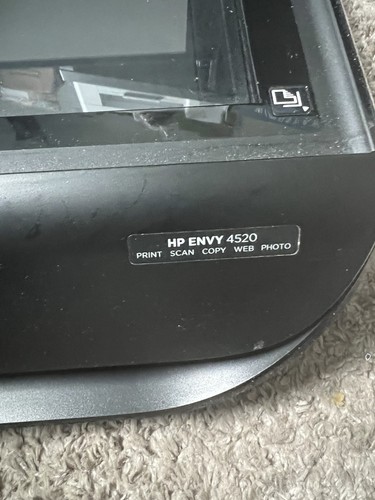 HP ENVY 4520
PRINT SCAN COPY WEB PHOTO